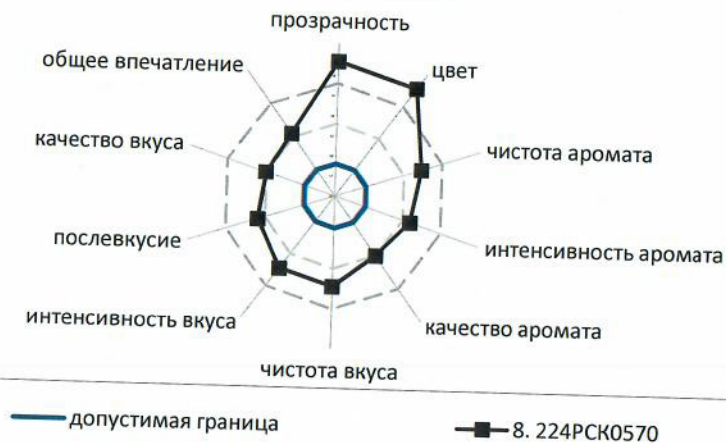 прозрачность
общее впечатление
цвет
качество вкуса
чистота аромата
послевкусие
интенсивность аромата
интенсивность вкуса
качество аромата
чистота вкуса
допустимая граница
8. 224РСК0570